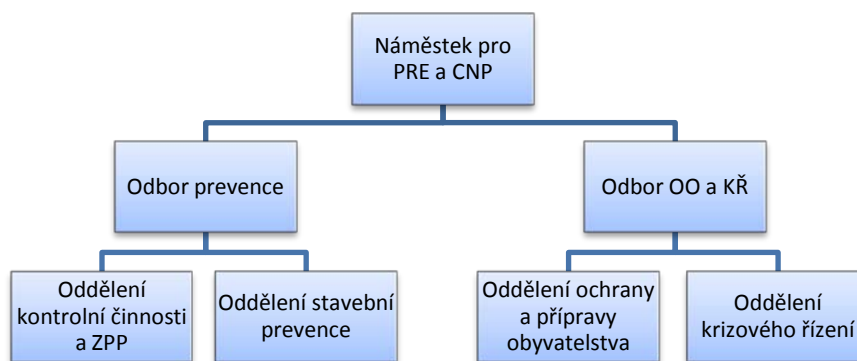 Náměstek pro
PRE a CNP
Odbor prevence
Odbor OO a KŘ
Oddělení
kontrolní činnosti
a ZPP
Oddělení stavební
prevence
Oddělení ochrany
a přípravy
obyvatelstva
Oddělení
krizového řízení